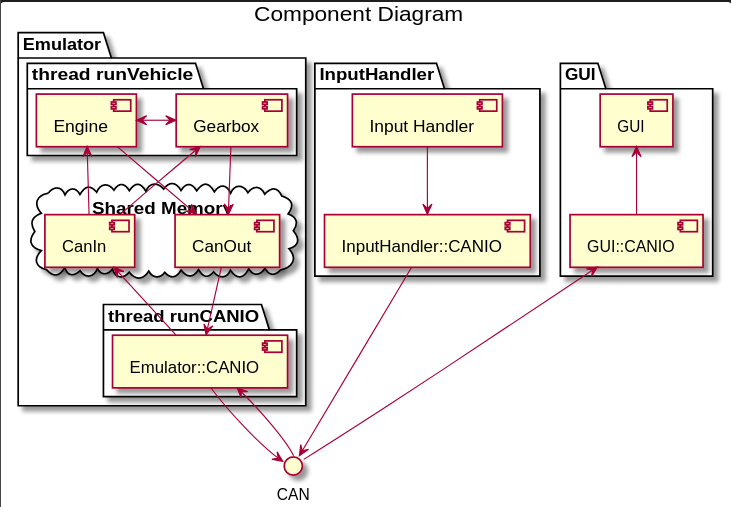 Component Diagram
Emulator
thread runVehicle
InputHandler
GUI
Engine
Gearbox
Input Handler
GUI
Shared Memory
CanIn
CanOut
InputHandler::CANIO
GUI::CANIO
thread runCANIO
Emulator::CANIO
CAN